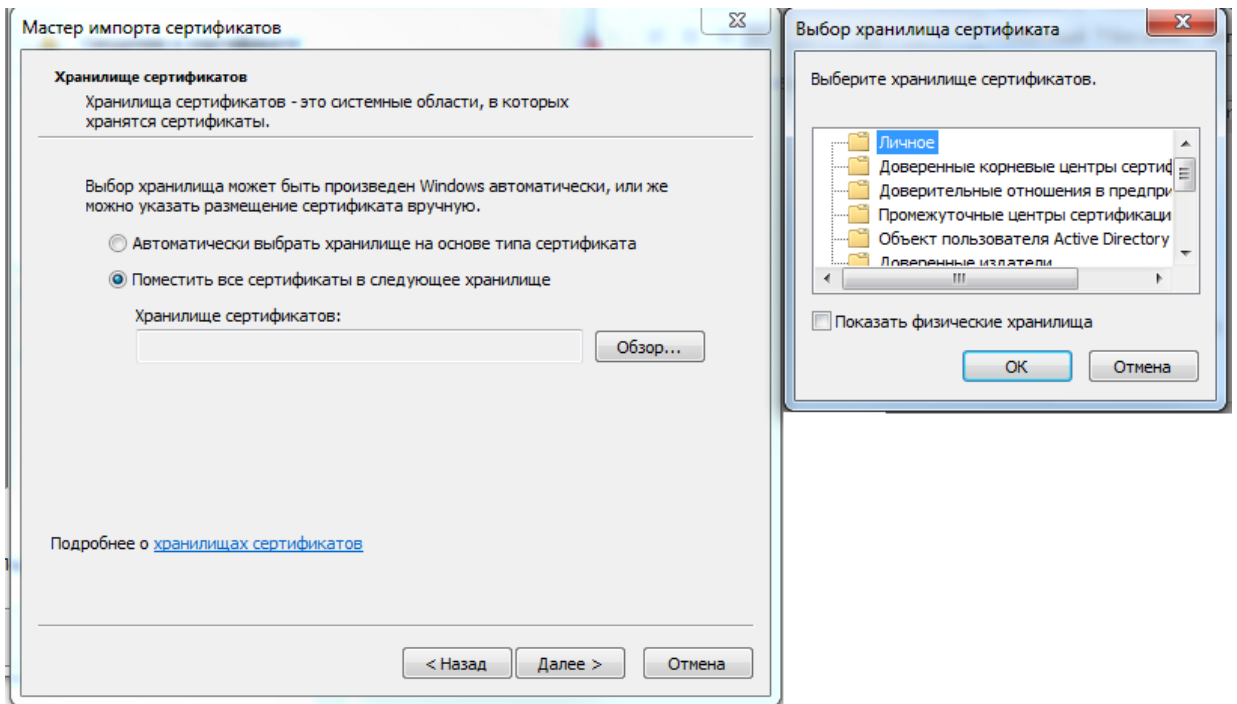 Мастер импорта сертификатов
Хранилище сертификатов
Хранилища сертификатов - это системные области, в которых
хранятся сертификаты.
Выбор хранилища может быть произведен Windows автоматически, или же
можно указать размещение сертификата вручную.
Автоматически выбрать хранилище на основе типа сертификата
Поместить все сертификаты в следующее хранилище
Хранилище сертификатов:
Обзор...
Подробнее о хранилищах сертификатов
< Назад
Далее >
Отмена
Выбор хранилища сертификата
Выберите хранилище сертификатов.
Личное
Доверенные корневые центры сертиф
Доверительные отношения в предпри
Промежуточные центры сертификаци
Объект пользователя Active Directory
Доверенные издатели
Показать физические хранилища
ОК
Отмена